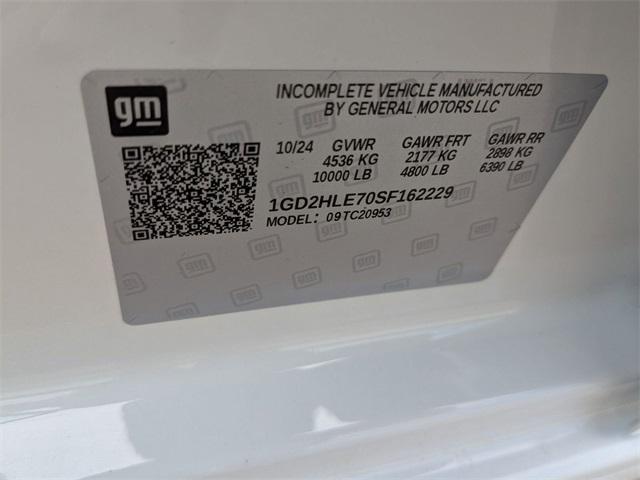 gm
INCOMPLETE VEHICLE MANUFACTURED
BY GENERAL MOTORS LLC
10/24 GVWR GAWR FRT GAWR RR
4536 KG 2177 KG 2898 KG
10000 LB 4800 LB 6390 LB
1GD2HLE70SF162229
MODEL: 09TC20953